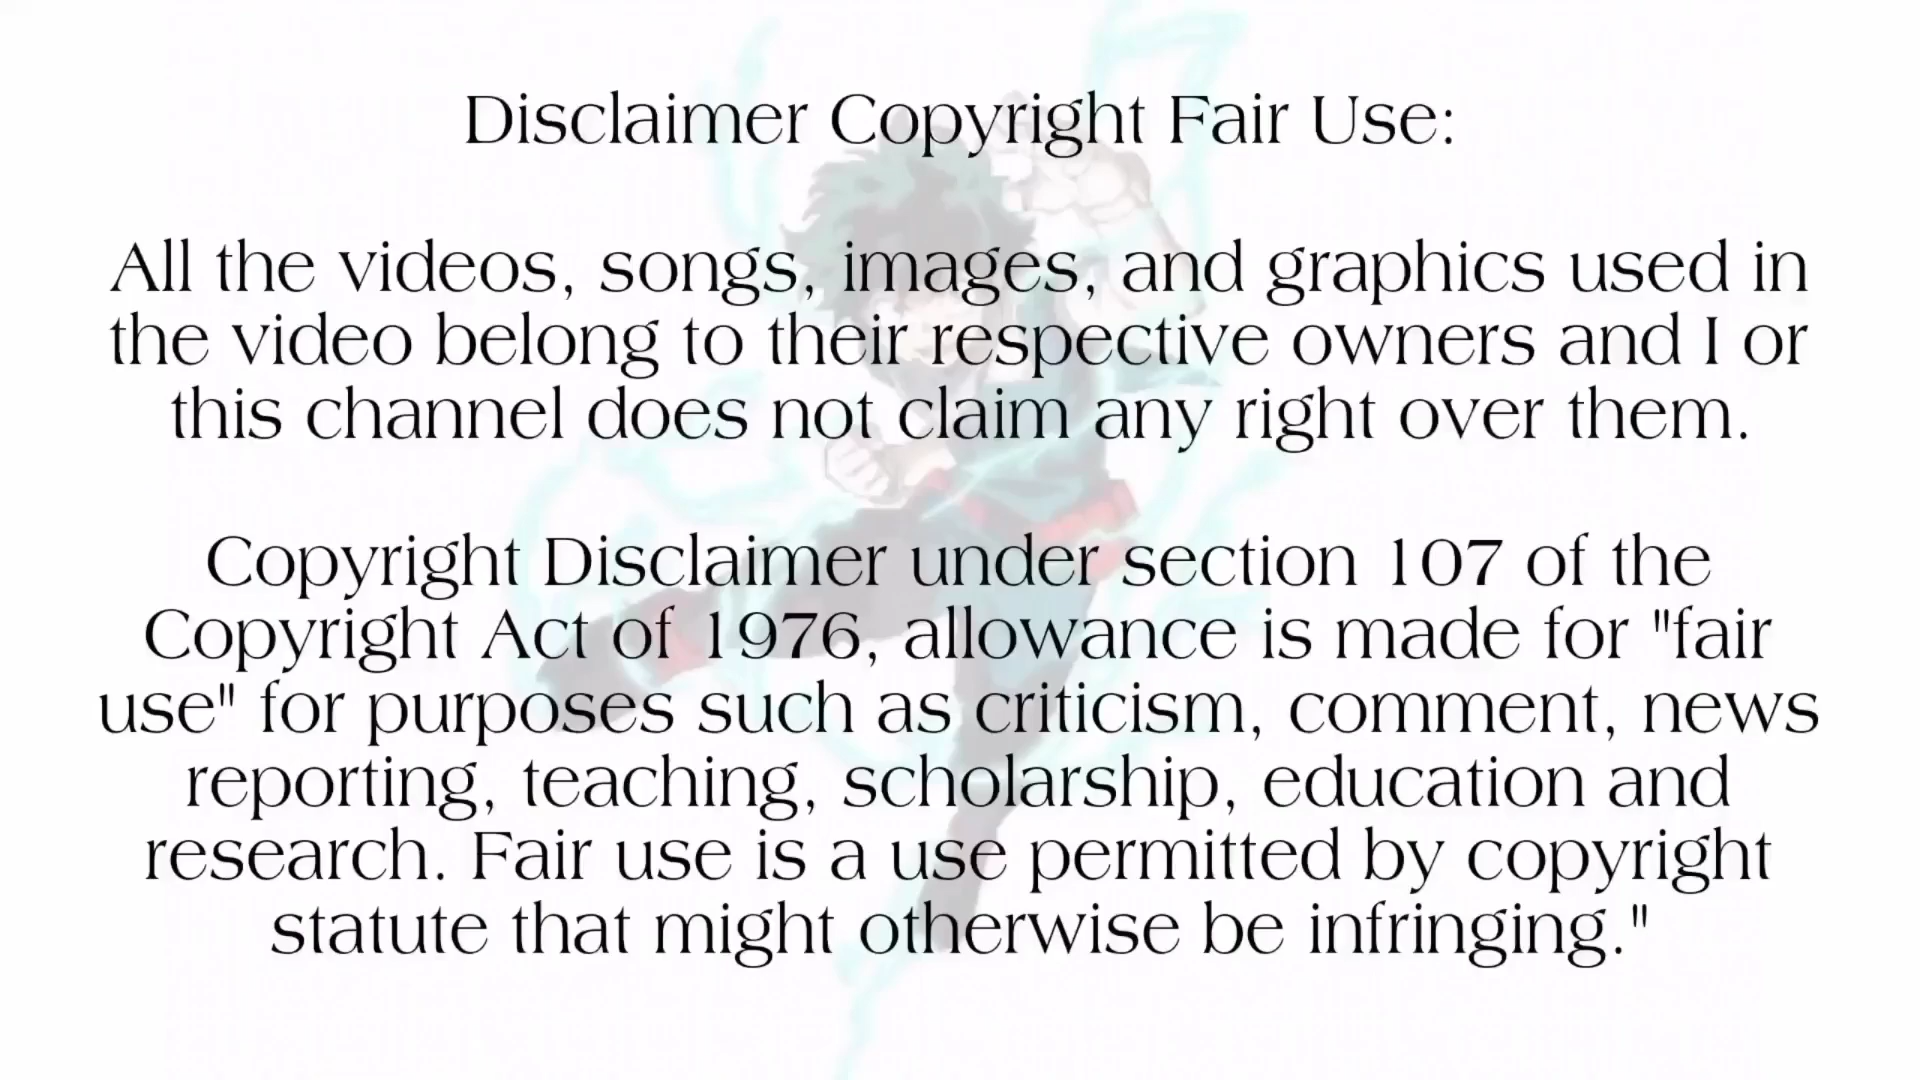 Disclaimer Copyright Fair Use:
All the videos, songs, images, and graphics used in
the video belong to their respective owners and I or
this channel does not claim any right over them.
Copyright Disclaimer under section 107 of the
Copyright Act of 1976, allowance is made for "fair
use" for purposes such as criticism, comment, news
reporting, teaching, scholarship, education and
research. Fair use is a use permitted by copyright
statute that might otherwise be infringing."